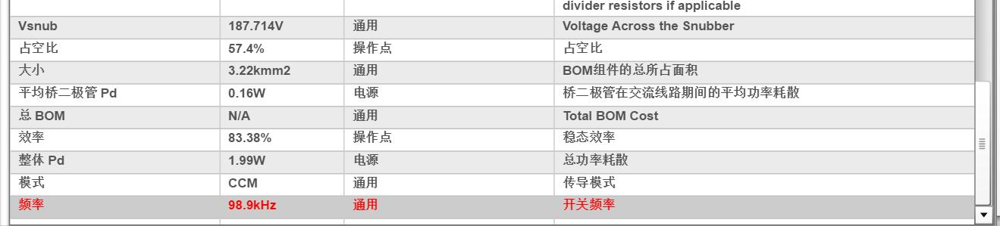 divider resistors if applicable
Vsnub 187.714V 通用 Voltage Across the Snubber
占空比 57.4% 操作点 占空比
大小 3.22kmm2 通用 BOM组件的总所占面积
平均桥二极管 Pd 0.16W 电源 桥二极管在交流线路期间的平均功率耗散
总 BOM N/A 通用 Total BOM Cost
效率 83.38% 操作点 稳态效率
整体 Pd 1.99W 电源 总功率耗散
模式 CCM 通用 传导模式
频率 98.9kHz 通用 开关频率